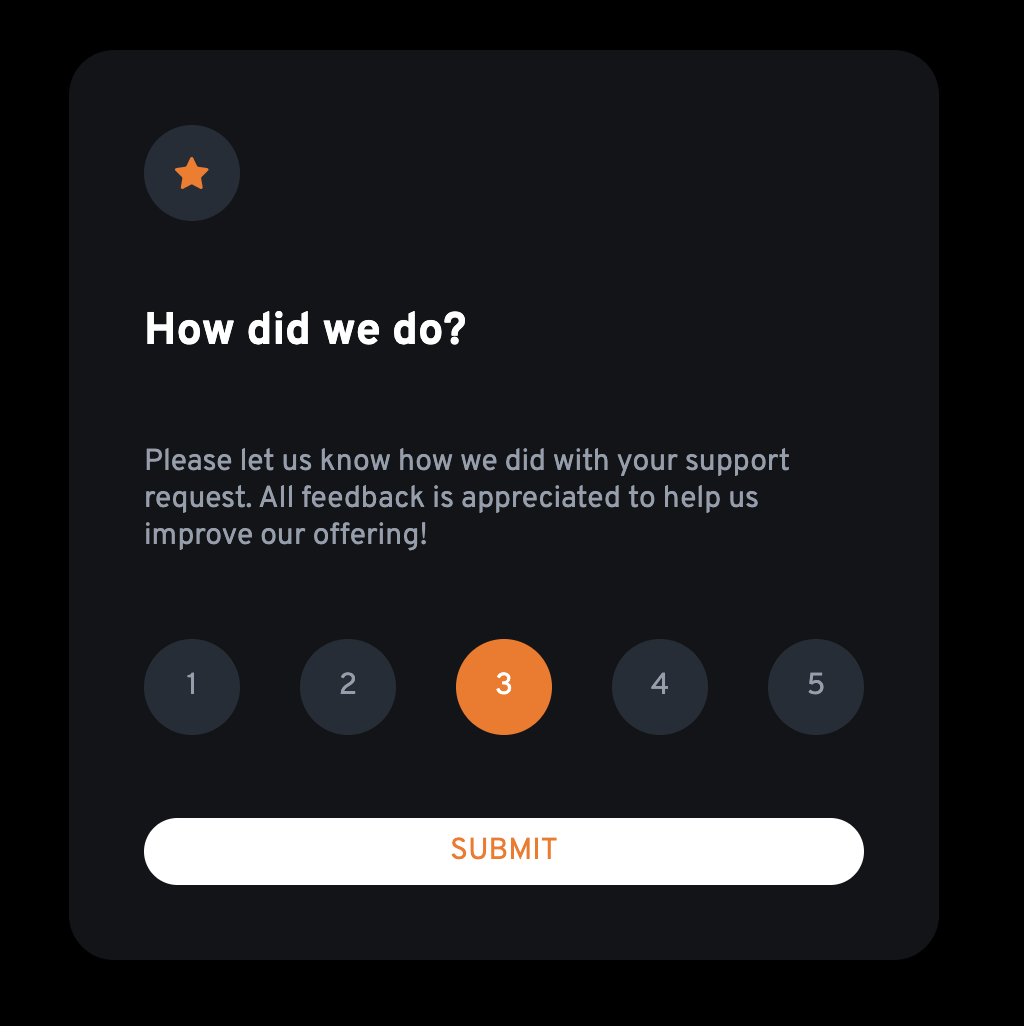 How did we do?
Please let us know how we did with your support
request. All feedback is appreciated to help us
improve our offering!
1 2 3 4 5
SUBMIT